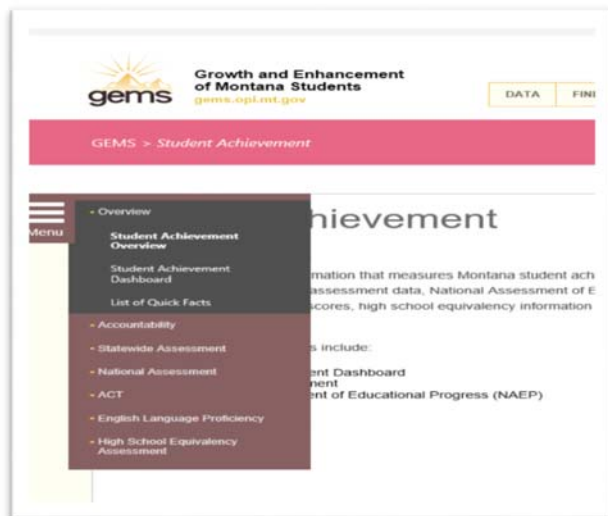 gems
Growth and Enhancement
of Montana Students
gems.opi.mt.gov
DATA
GEMS > Student Achievement
Menu
Overview
Student Achievement
Overview
Student Achievement
Dashboard
List of Quick Facts
Accountability
Statewide Assessment
National Assessment
ACT
English Language Proficiency
High School Equivalency
Assessment
hievement
mation that measures Montana student ach
assessment data, National Assessment of E
scores, high school equivalency information
s include:
ent Dashboard
ment
ent of Educational Progress (NAEP)